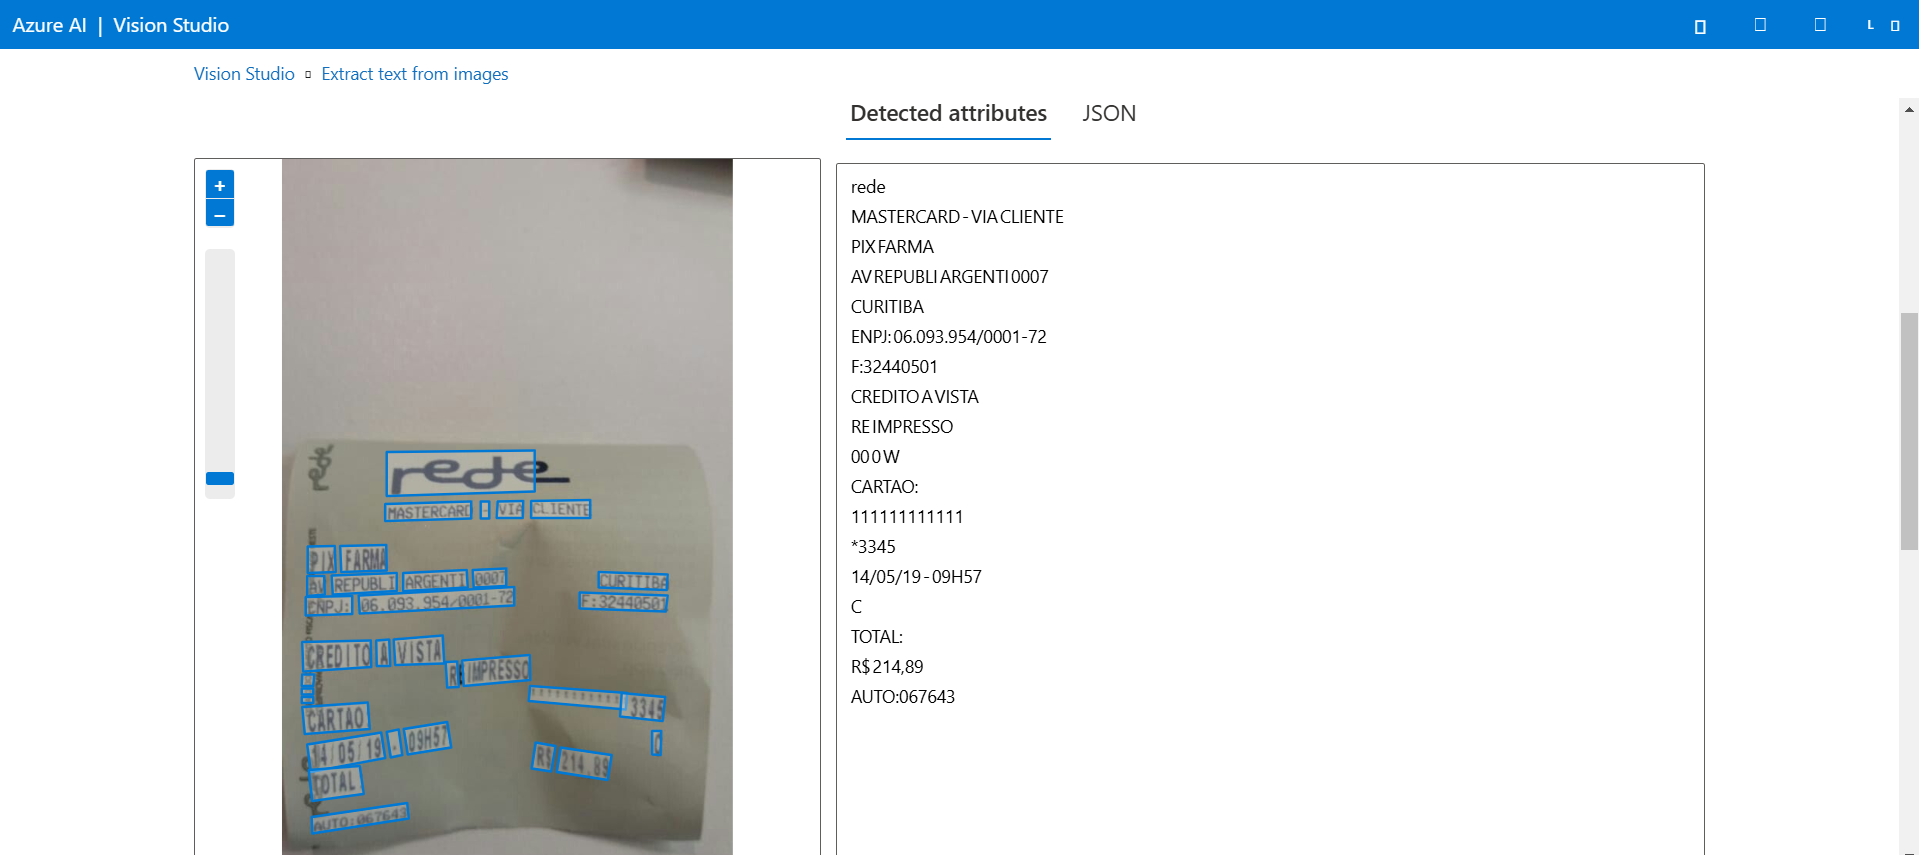 Azure AI | Vision Studio
L
Vision Studio Extract text from images
Detected attributes JSON
+
–
rede
rede
MASTERCARD - VIA CLIENTE
PIX FARMA
AV REPUBLI ARGENTI 0007 CURITIBA
CNPJ: 06.093.954/0001-72 F:32440501
CREDITO A VISTA
IMPRESSO
CARTAO 3345
14/05/19 - 09H57
TOTAL R$ 214,89
AUTO:067643
rede
MASTERCARD - VIA CLIENTE
PIX FARMA
AV REPUBLI ARGENTI 0007
CURITIBA
ENPJ: 06.093.954/0001-72
F:32440501
CREDITO A VISTA
RE IMPRESSO
00 0 W
CARTAO:
111111111111
*3345
14/05/19 - 09H57
C
TOTAL:
R$ 214,89
AUTO:067643